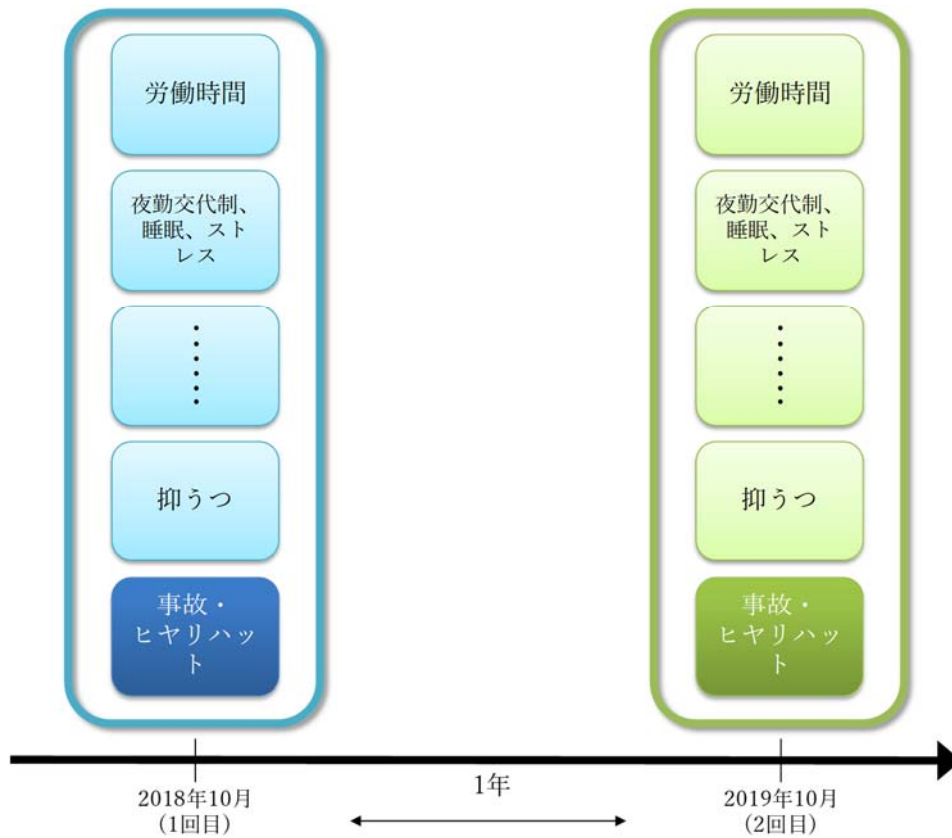 労働時間
夜勤交代制、
睡眠、スト
レス
抑うつ
事故・
ヒヤリハッ
ト
労働時間
夜勤交代制、
睡眠、スト
レス
抑うつ
事故・
ヒヤリハッ
ト
2018年10月
(1回目)
1年
2019年10月
(2回目)